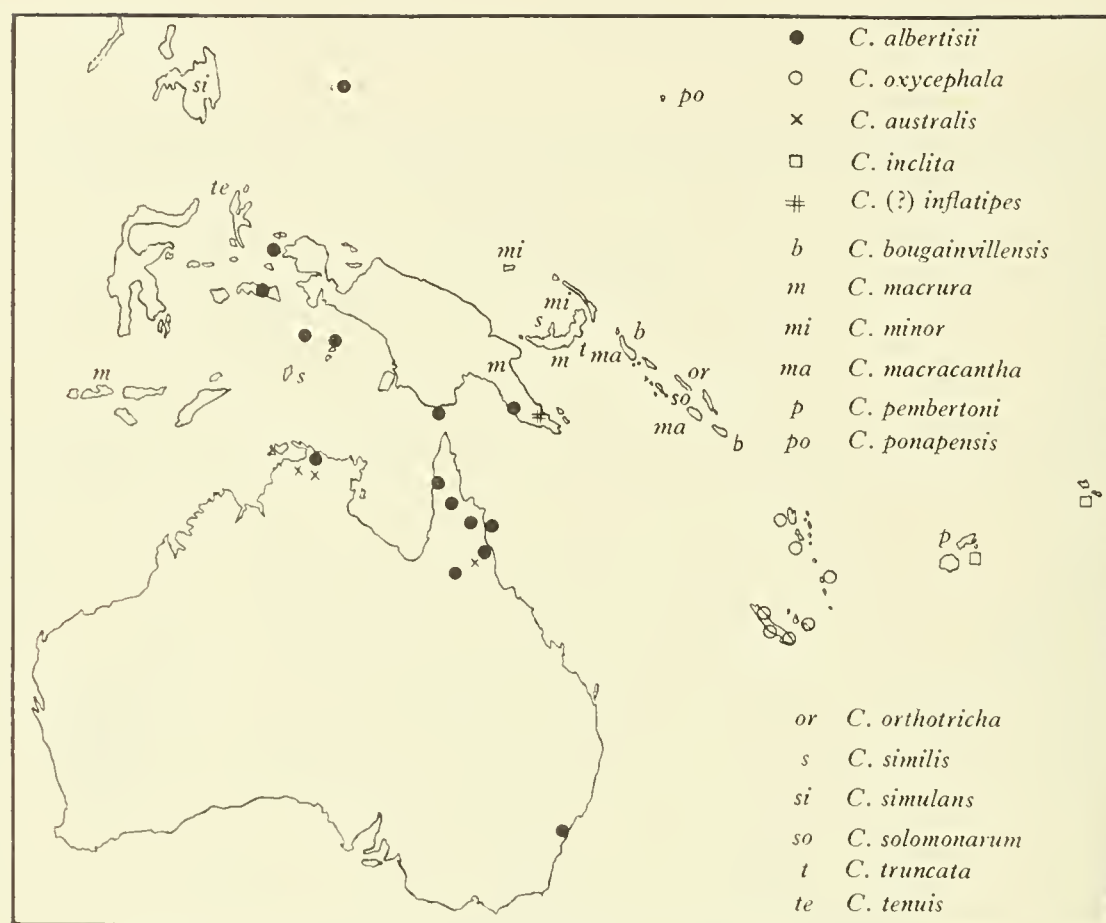 ● C. albertisii
○ C. oxycephala
× C. australis
□ C. inclita
⋕ C. (?) inflatipes
b C. bougainvillensis
m C. macrura
mi C. minor
ma C. macracantha
p C. pembertoni
po C. ponapensis
si
po
te
mi
mi
s
b
m
t
ma
or
m
m
s
so
ma
b
p
or C. orthotricha
s C. similis
si C. simulans
so C. solomonarum
t C. truncata
te C. tenuis